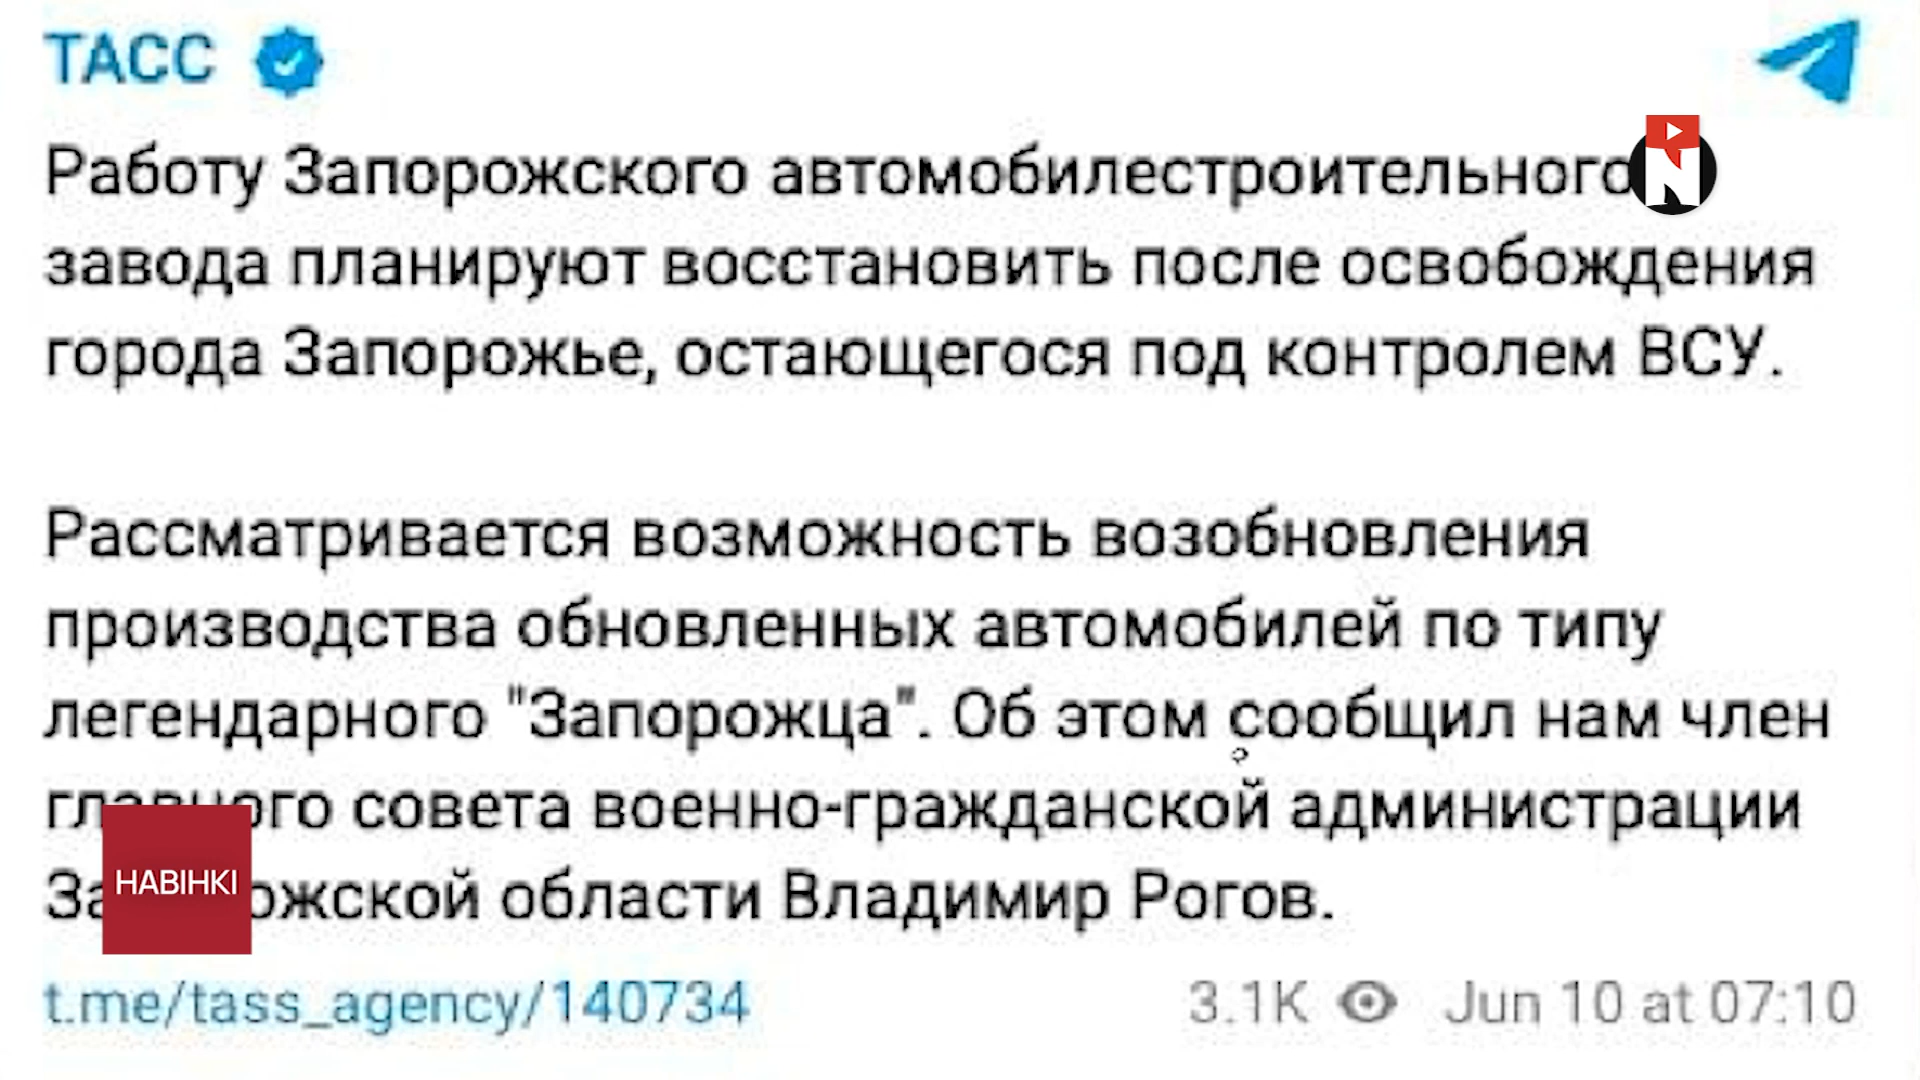 ТАСС
Работу Запорожского автомобилестроительного
завода планируют восстановить после освобождения
города Запорожье, остающегося под контролем ВСУ.
Рассматривается возможность возобновления
производства обновленных автомобилей по типу
легендарного "Запорожца". Об этом сообщил нам член
главного совета военно-гражданской администрации
области Владимир Рогов.
НАВІНКІ
t.me/tass_agency/140734
3.1K Jun 10 at 07:10